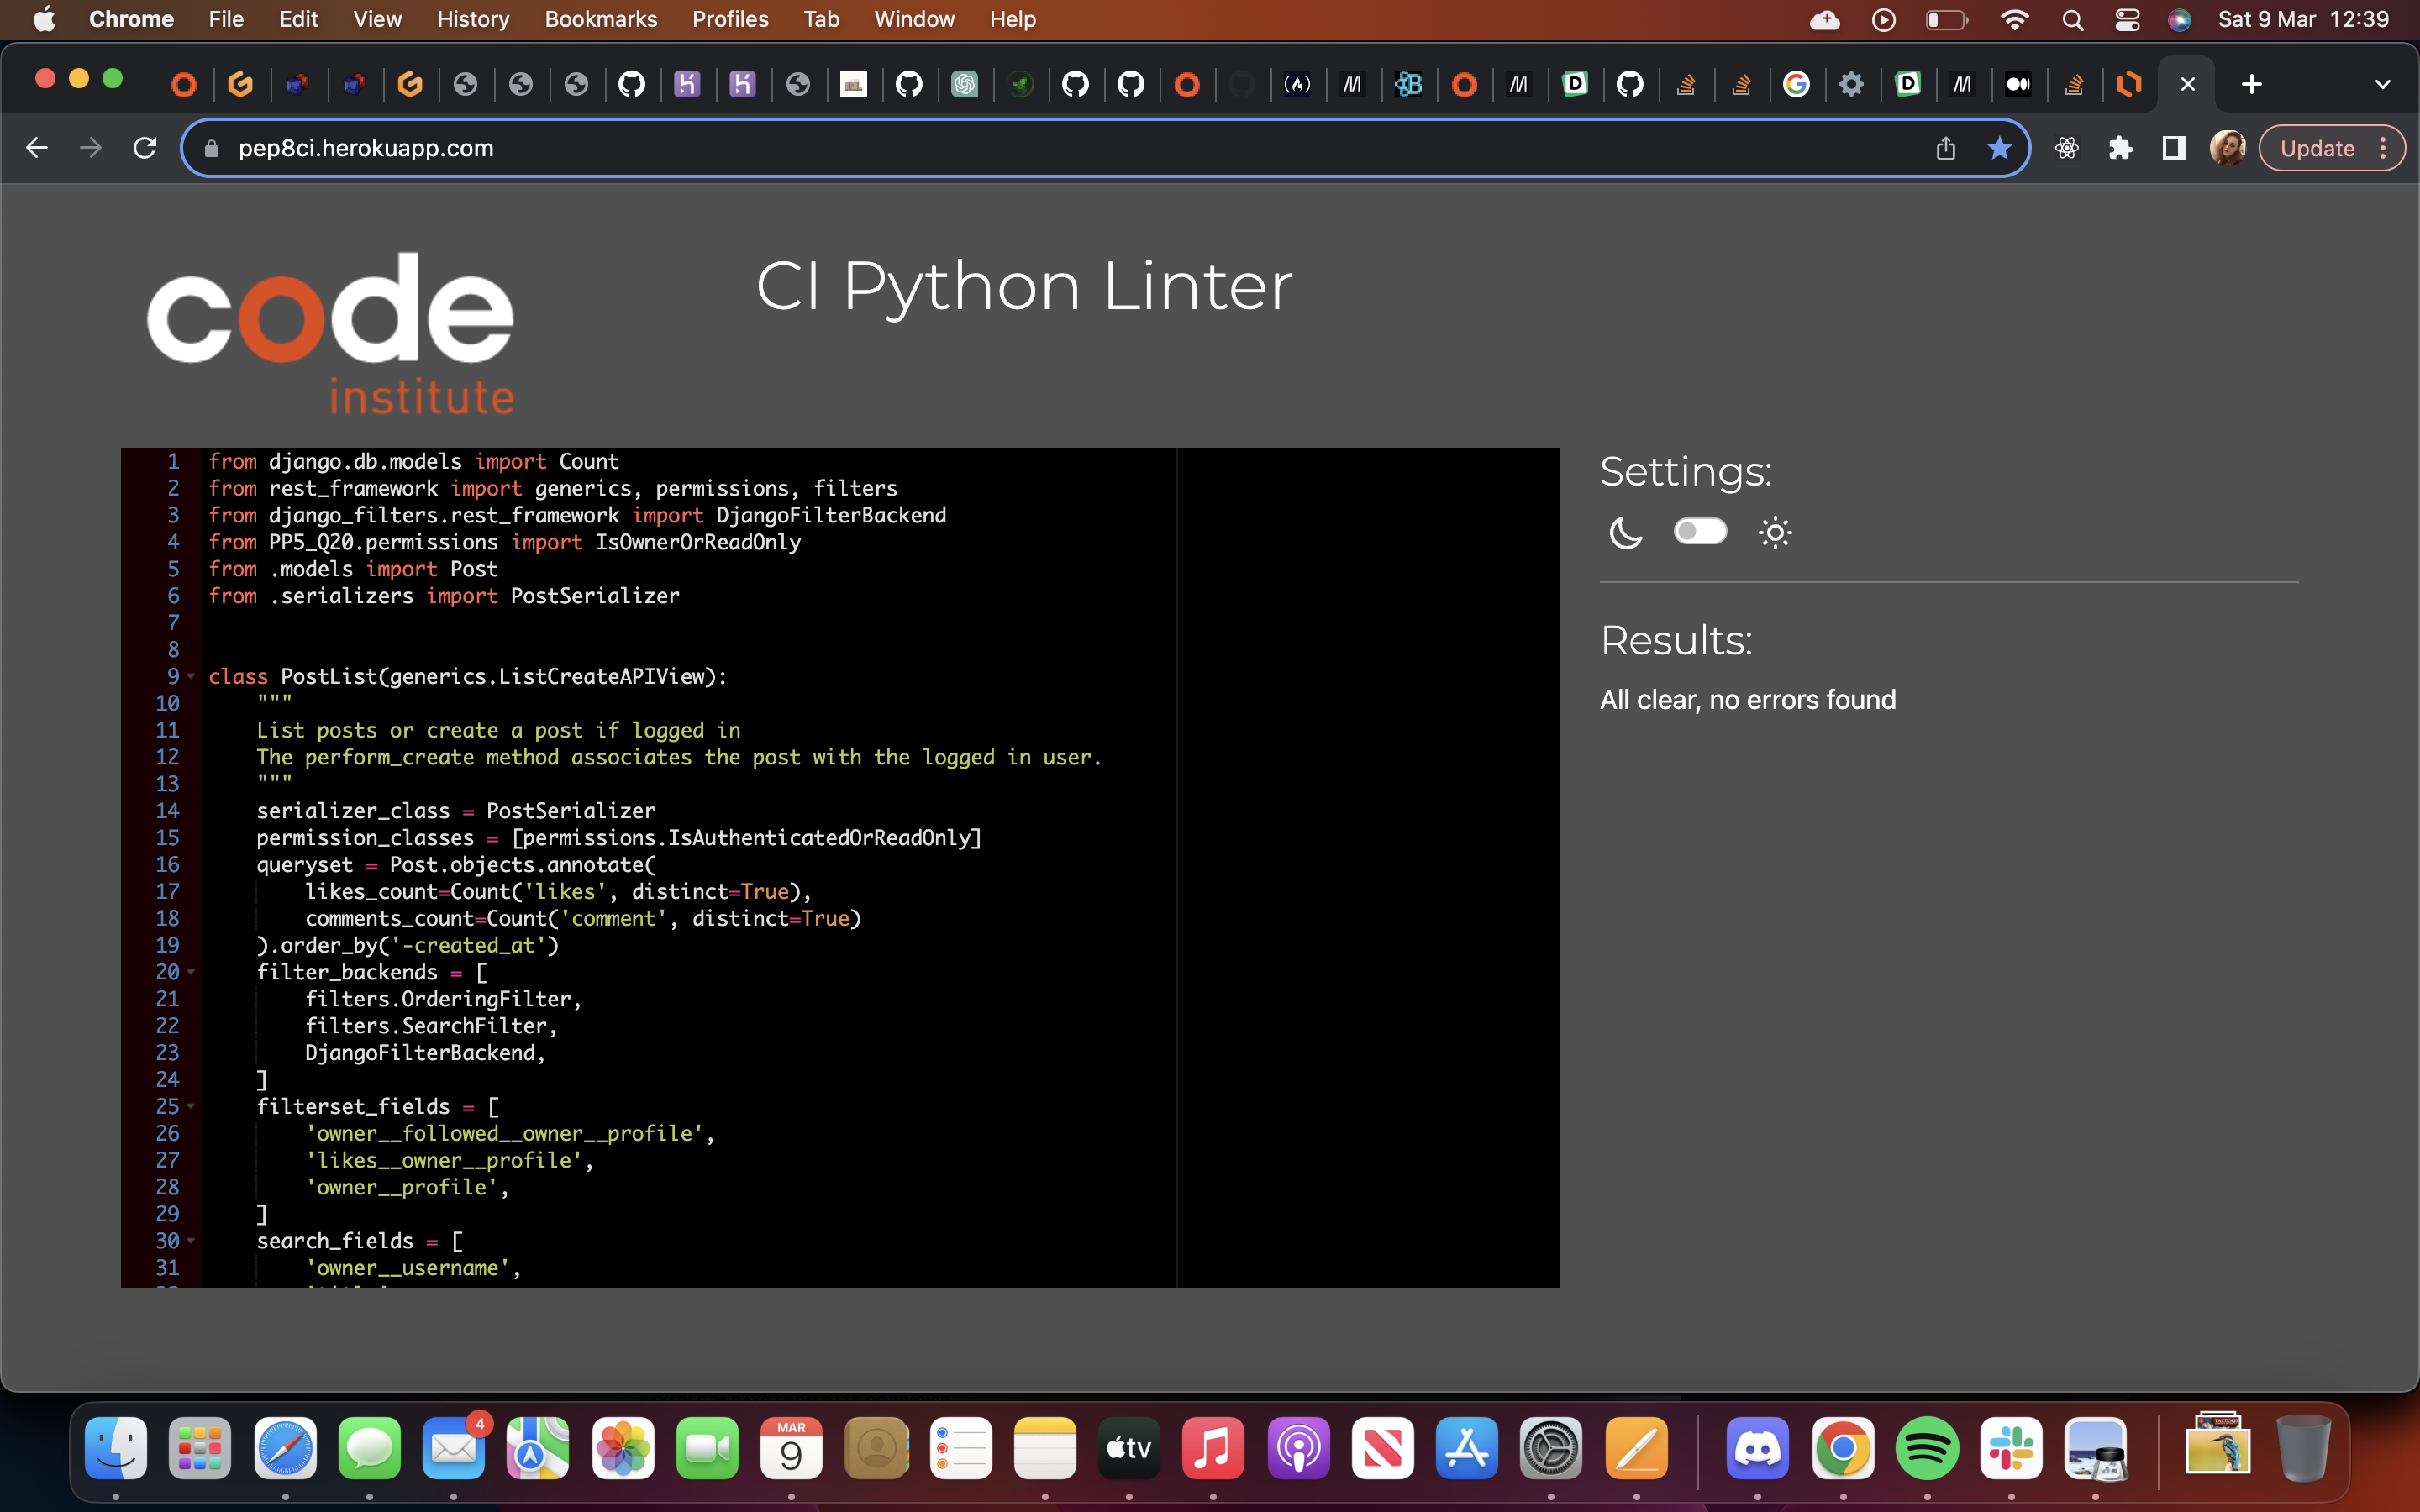 Chrome File Edit View History Bookmarks Profiles Tab Window Help Sat 9 Mar 12:39
pep8ci.herokuapp.com Update
code
institute
CI Python Linter
1 from django.db.models import Count
2 from rest_framework import generics, permissions, filters
3 from django_filters.rest_framework import DjangoFilterBackend
4 from PP5_Q20.permissions import IsOwnerOrReadOnly
5 from .models import Post
6 from .serializers import PostSerializer
7
8
9 class PostList(generics.ListCreateAPIView):
10 """
11 List posts or create a post if logged in
12 The perform_create method associates the post with the logged in user.
13 """
14 serializer_class = PostSerializer
15 permission_classes = [permissions.IsAuthenticatedOrReadOnly]
16 queryset = Post.objects.annotate(
17 likes_count=Count('likes', distinct=True),
18 comments_count=Count('comment', distinct=True)
19 ).order_by('-created_at')
20 filter_backends = [
21 filters.OrderingFilter,
22 filters.SearchFilter,
23 DjangoFilterBackend,
24 ]
25 filterset_fields = [
26 'owner__followed__owner__profile',
27 'likes__owner__profile',
28 'owner__profile',
29 ]
30 search_fields = [
31 'owner__username',
Settings:
Results:
All clear, no errors found
4
MAR
9
tv